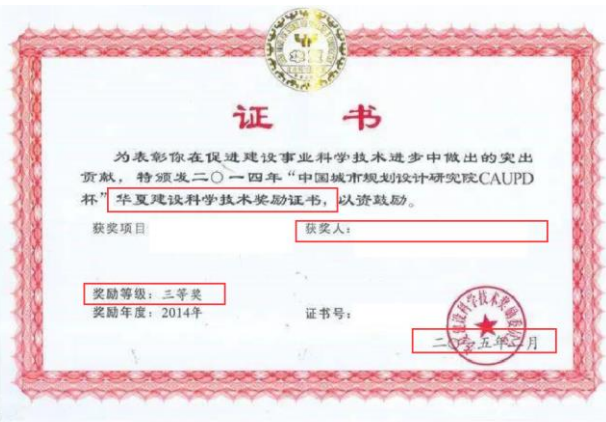 证 书
为表彰你在促进建设事业科学技术进步中做出的突出
贡献，特颁发二〇一四年“中国城市规划设计研究院CAUPD
杯”华夏建设科学技术奖励证书，以资鼓励。
获奖项目
获奖人：
奖励等级：三等奖
奖励年度：2014年
证书号：
二〇一五年二月